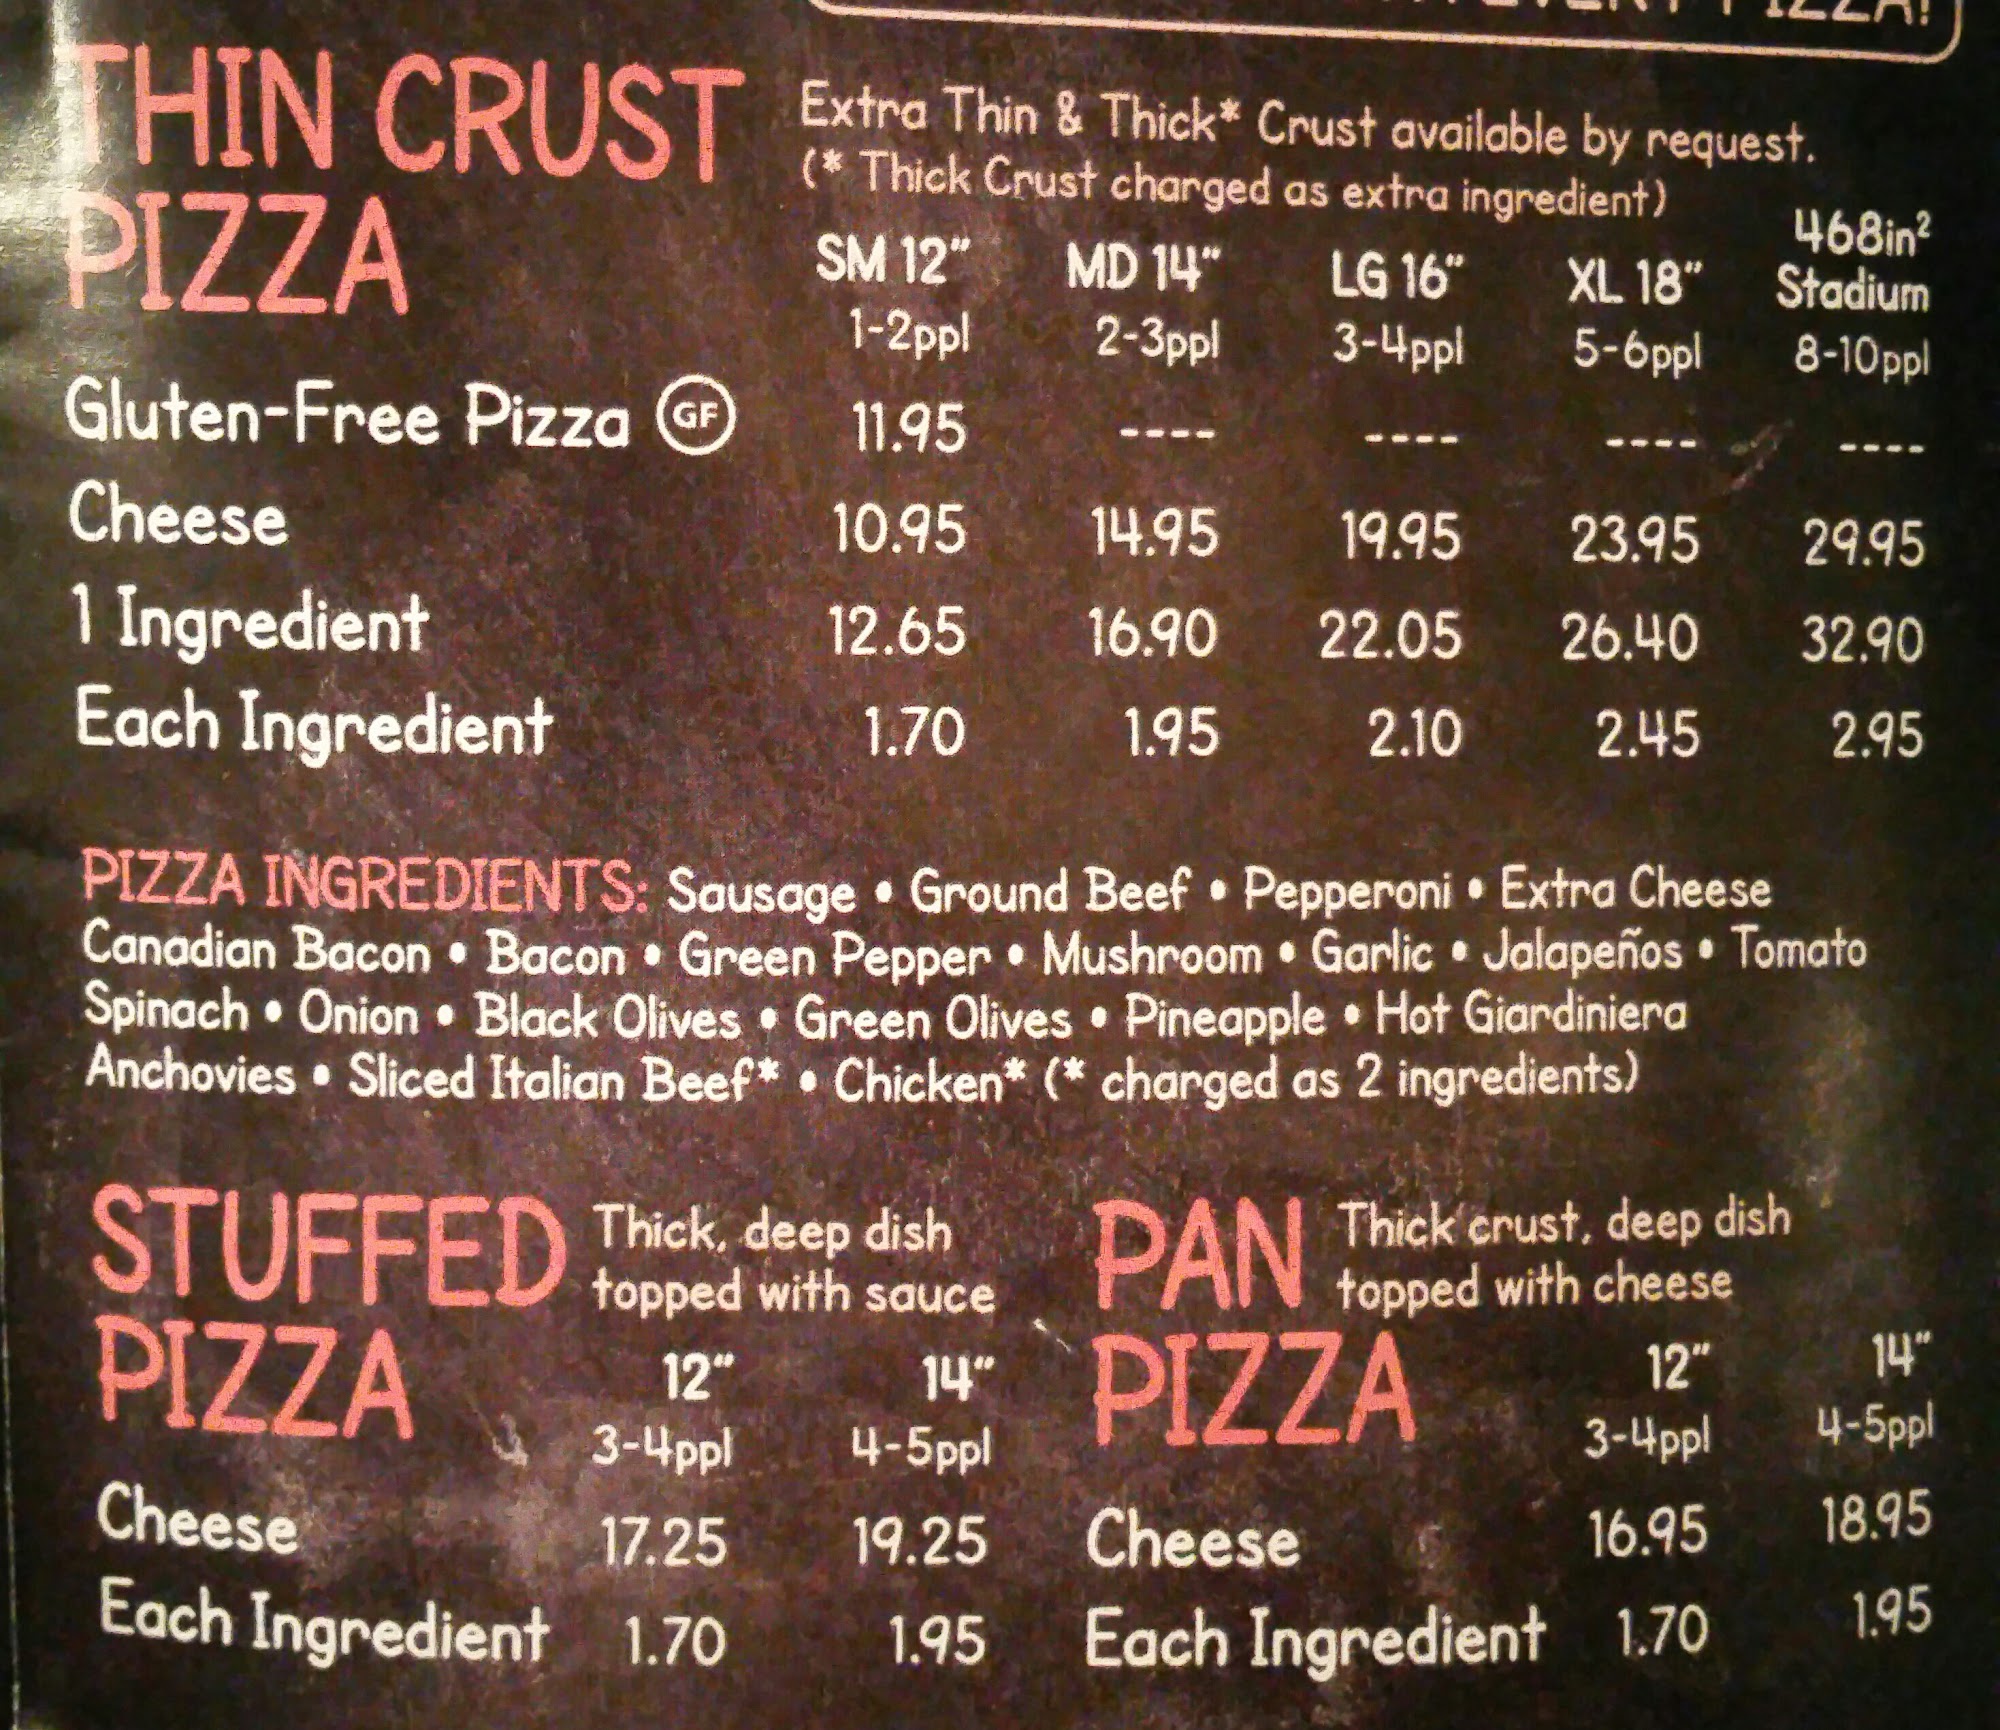 PIZZA!
THIN CRUST
PIZZA
Extra Thin & Thick* Crust available by request.
(* Thick Crust charged as extra ingredient)
SM 12" MD 14" LG 16" XL 18" 468in² Stadium
1-2ppl 2-3ppl 3-4ppl 5-6ppl 8-10ppl
Gluten-Free Pizza GF 11.95 ---- ---- ---- ----
Cheese 10.95 14.95 19.95 23.95 29.95
1 Ingredient 12.65 16.90 22.05 26.40 32.90
Each Ingredient 1.70 1.95 2.10 2.45 2.95
PIZZA INGREDIENTS: Sausage • Ground Beef • Pepperoni • Extra Cheese
Canadian Bacon • Bacon • Green Pepper • Mushroom • Garlic • Jalapeños • Tomato
Spinach • Onion • Black Olives • Green Olives • Pineapple • Hot Giardiniera
Anchovies • Sliced Italian Beef* • Chicken* (* charged as 2 ingredients)
STUFFED
PIZZA
Thick, deep dish
topped with sauce
12" 14"
3-4ppl 4-5ppl
Cheese 17.25 19.25
Each Ingredient 1.70 1.95
PAN
PIZZA
Thick crust, deep dish
topped with cheese
12" 14"
3-4ppl 4-5ppl
Cheese 16.95 18.95
Each Ingredient 1.70 1.95